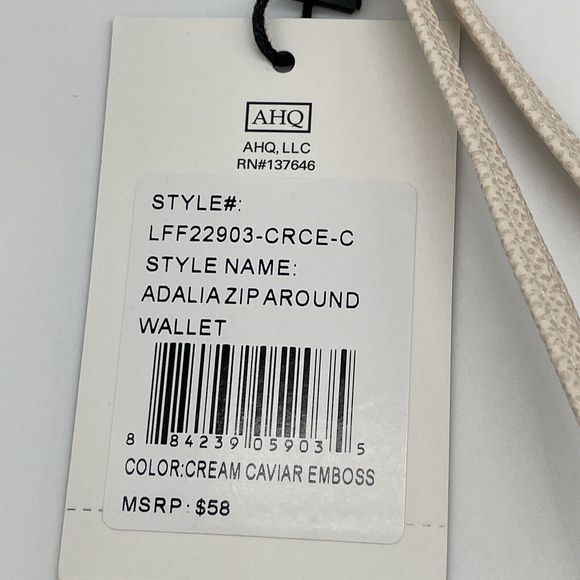 AHQ
AHQ, LLC
RN#137646
STYLE#:
LFF22903-CRCE-C
STYLE NAME:
ADALIA ZIP AROUND
WALLET
8 84239 05903 5
COLOR:CREAM CAVIAR EMBOSS
MSRP: $58